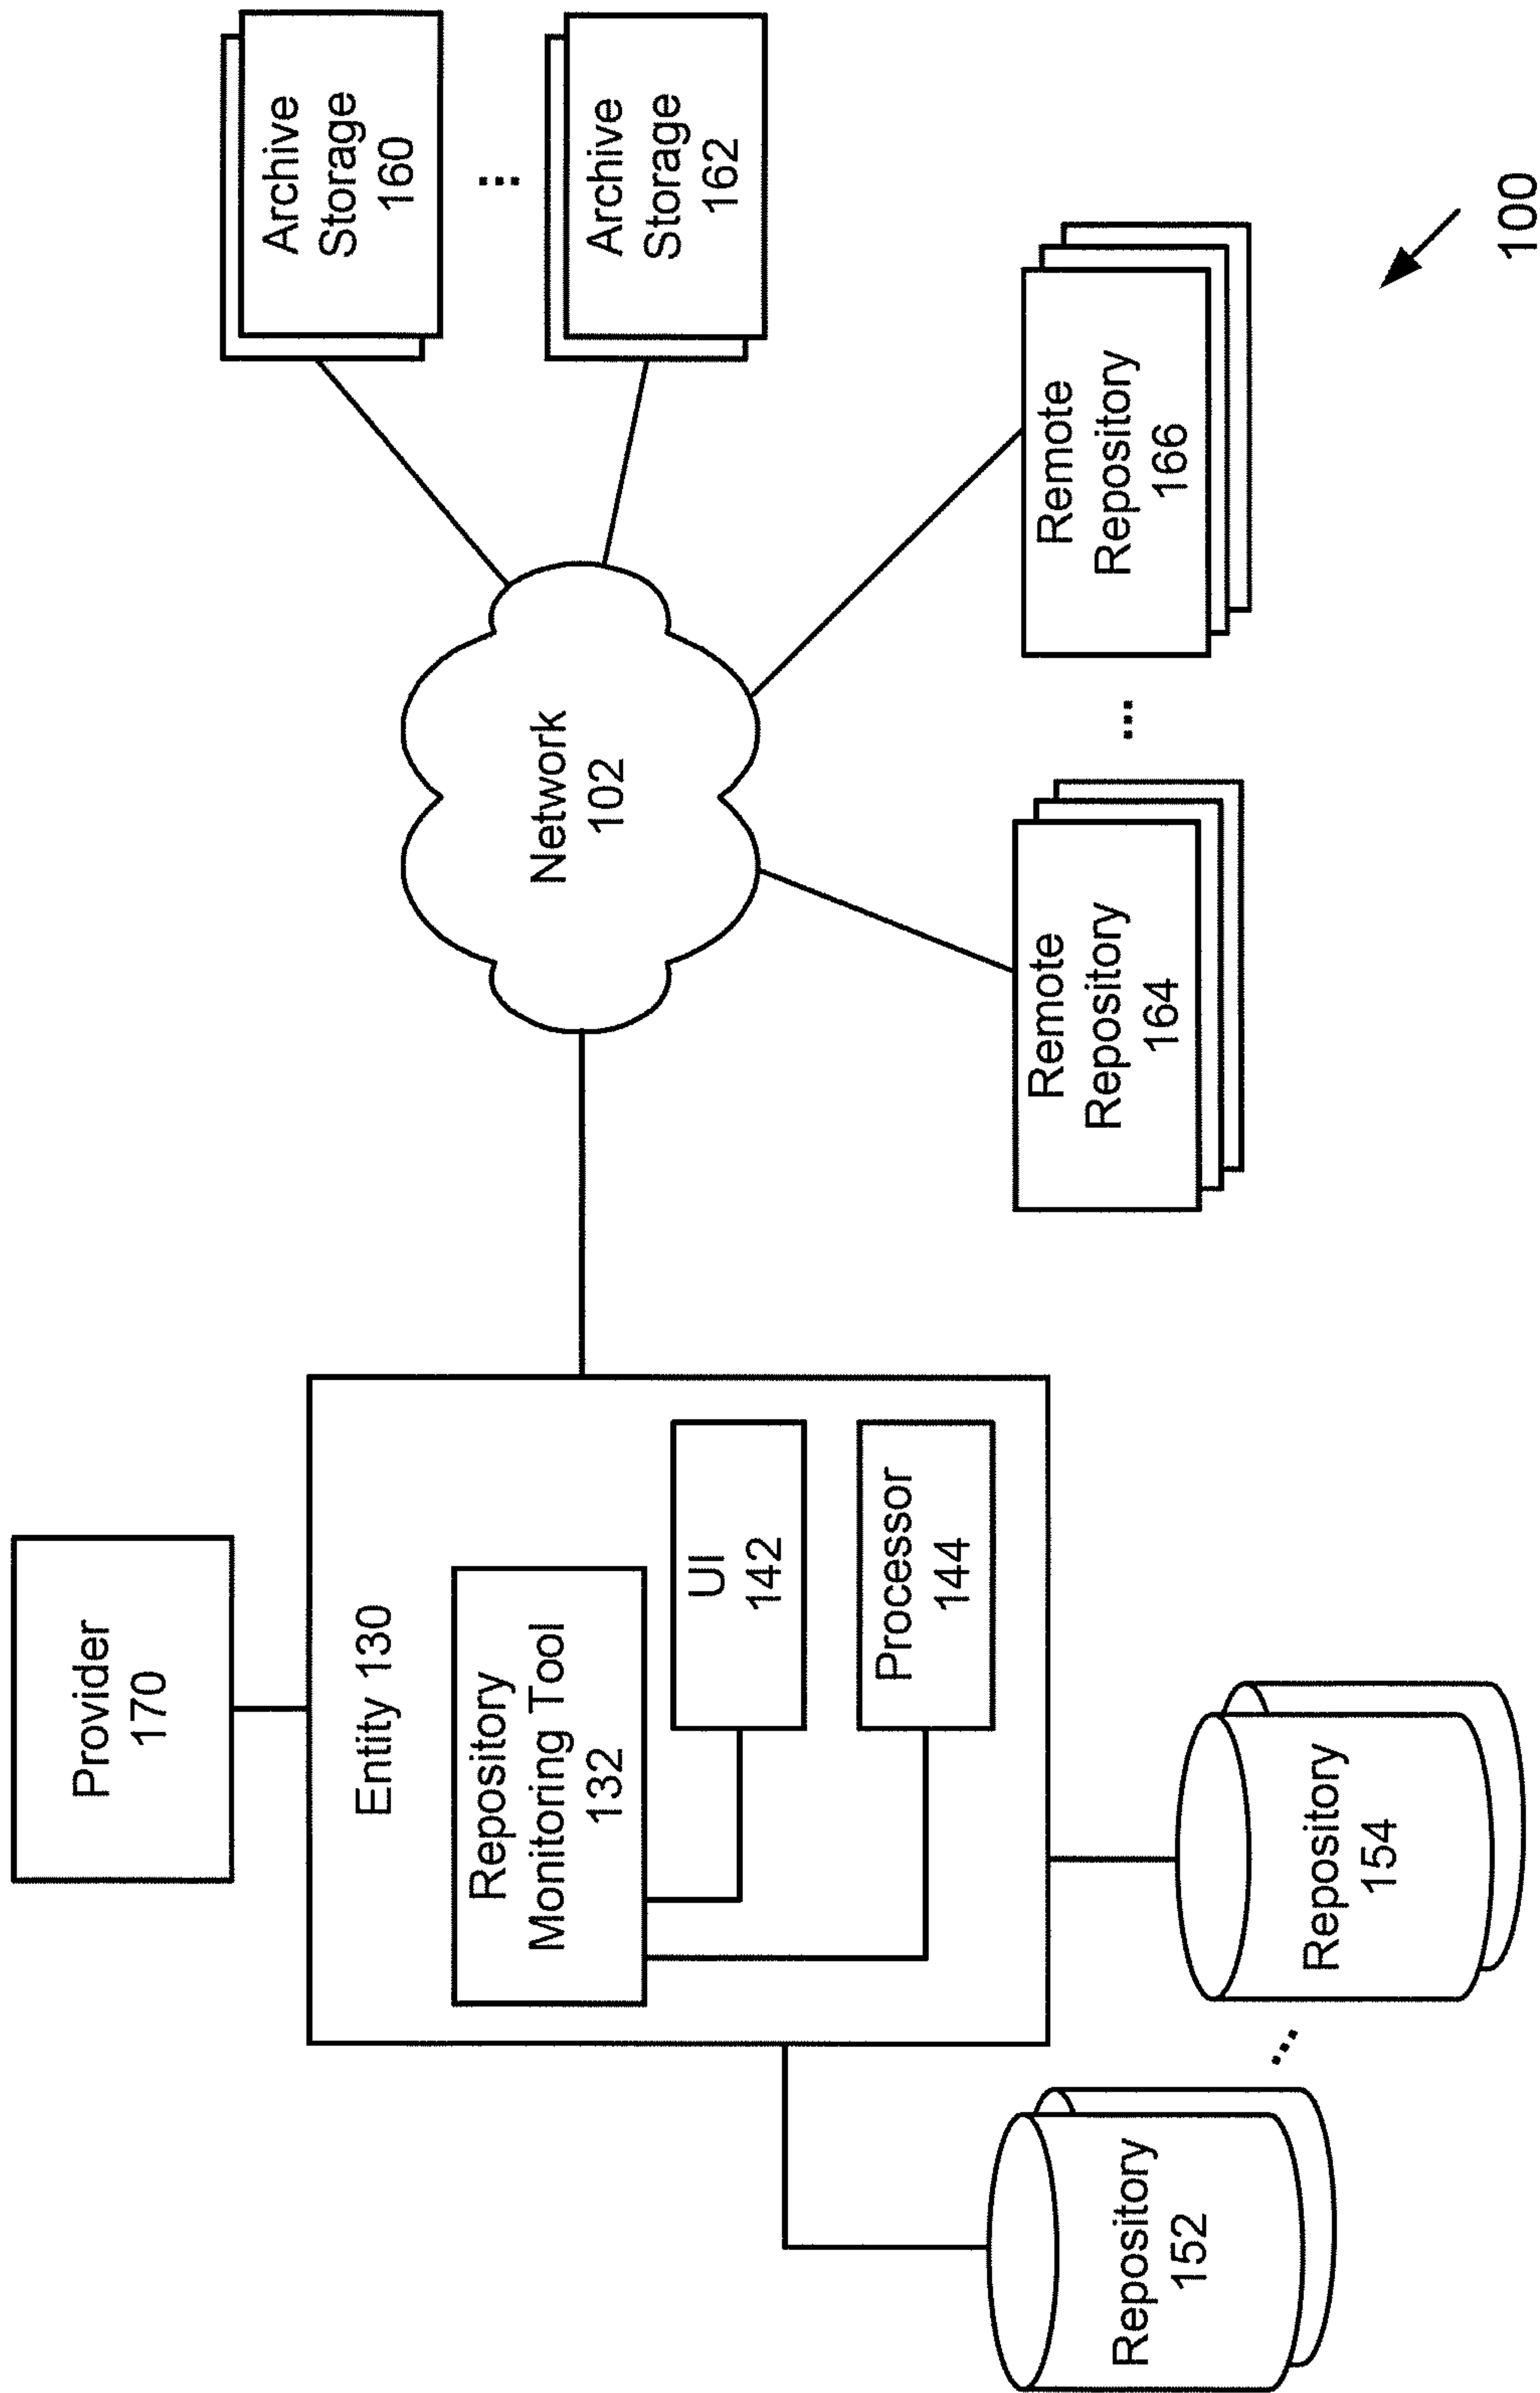 Provider
170
Entity 130
Repository
Monitoring Tool
132
UI
142
Processor
144
Repository
152
...
Repository
154
Network
102
Archive
Storage
160
...
Archive
Storage
162
Remote
Repository
164
...
Remote
Repository
166
100